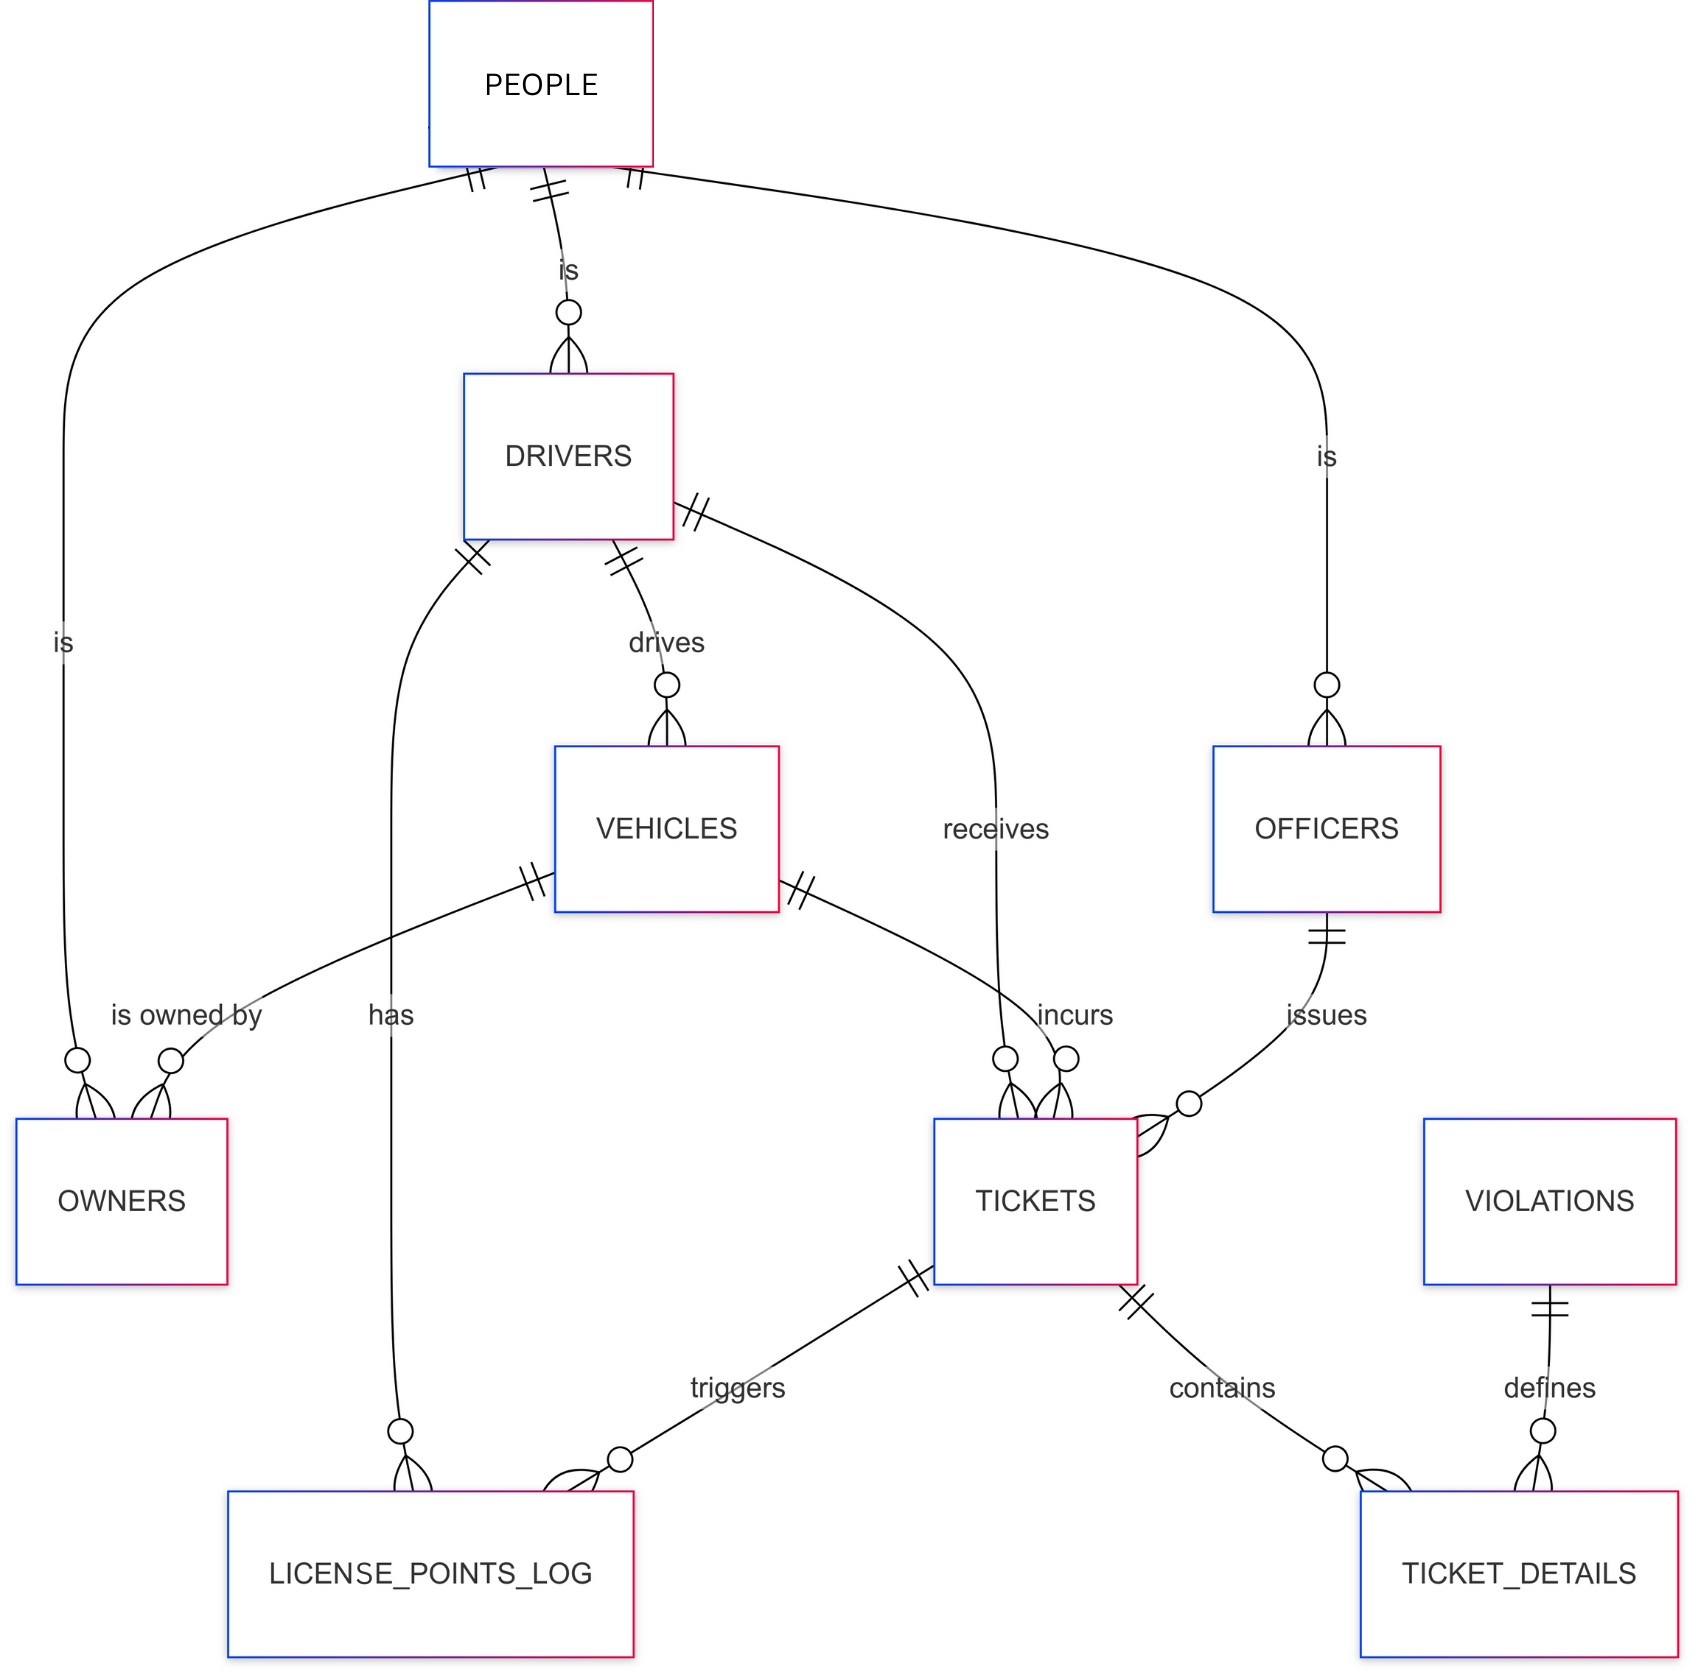 PEOPLE
is
DRIVERS
is
is
drives
VEHICLES
receives
OFFICERS
is owned by
has
incurs
issues
OWNERS
TICKETS
VIOLATIONS
triggers
contains
defines
LICENSE_POINTS_LOG
TICKET_DETAILS